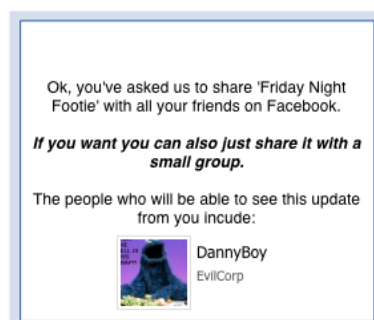 Ok, you've asked us to share 'Friday Night
Footie' with all your friends on Facebook.
If you want you can also just share it with a
small group.
The people who will be able to see this update
from you incude:
DannyBoy
EvilCorp